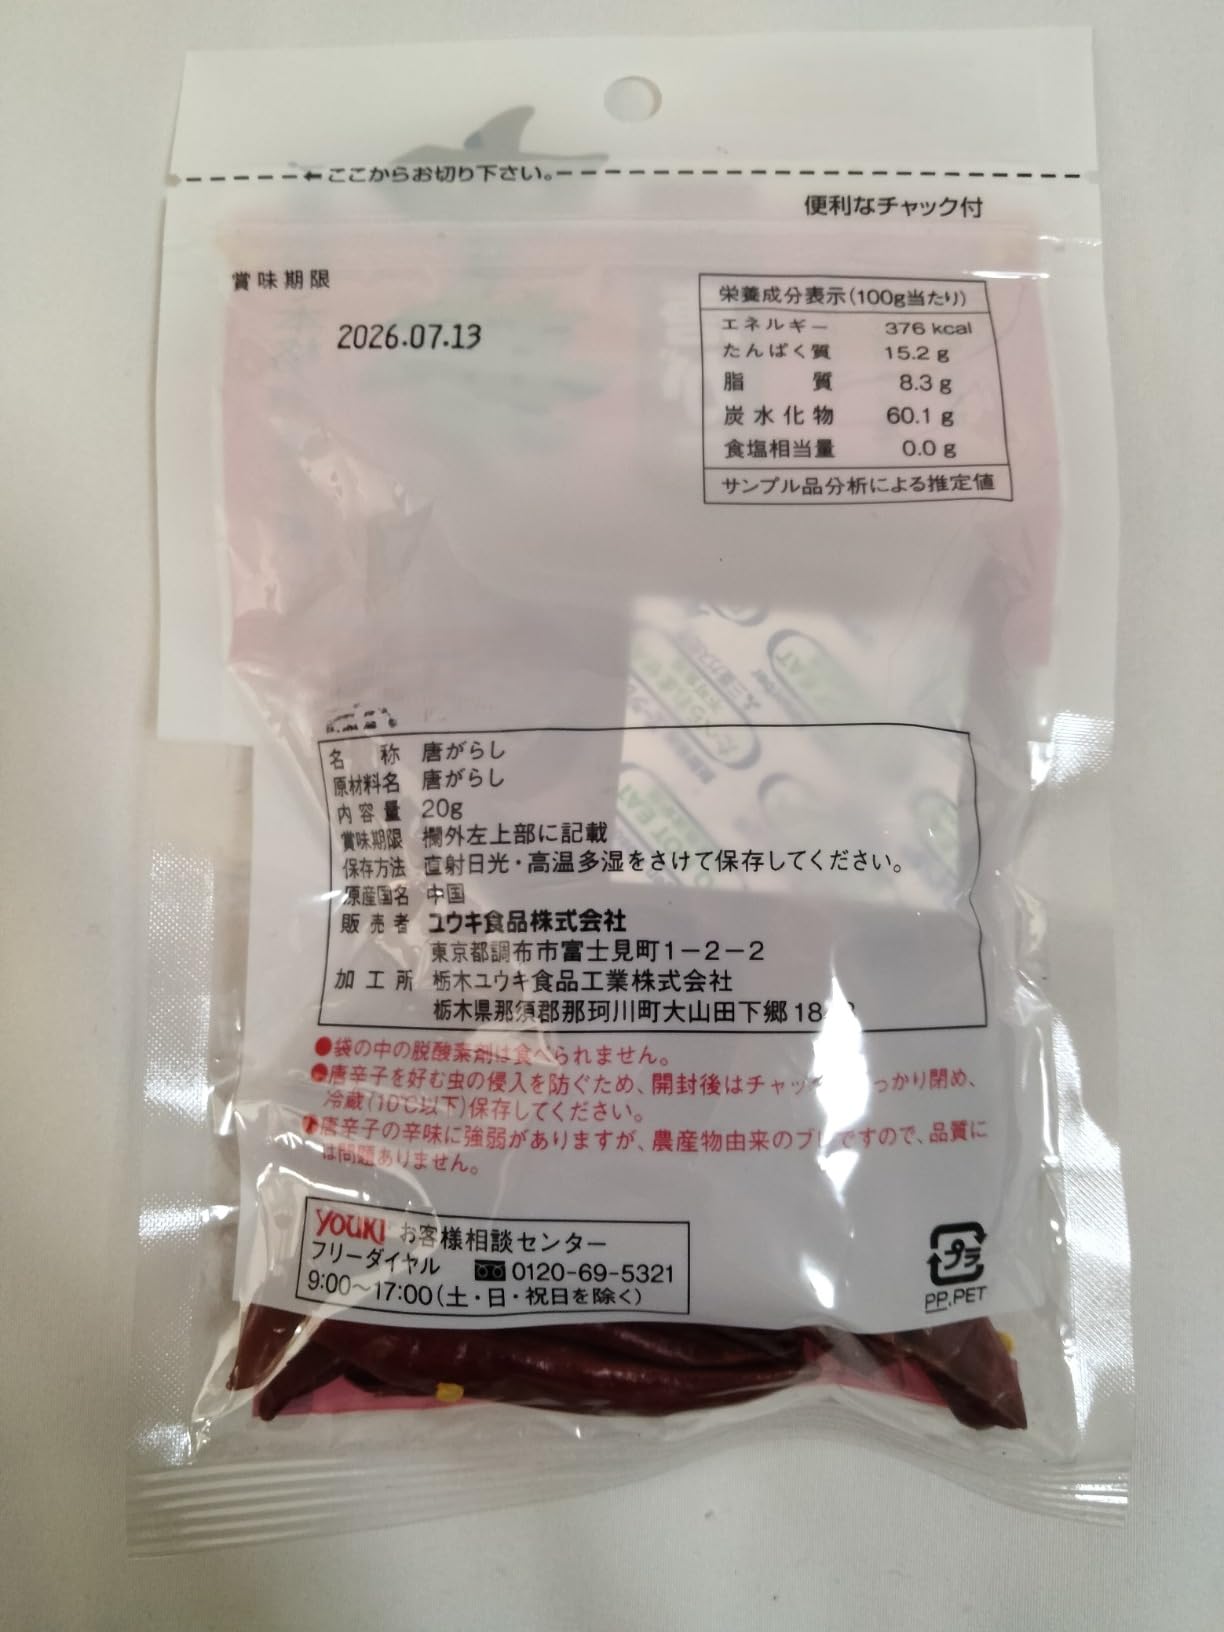 ←ここからお切り下さい。
便利なチャック付
賞味期限
2026.07.13
栄養成分表示(100g当たり)
エネルギー 376 kcal
たんぱく質 15.2 g
脂質 8.3 g
炭水化物 60.1 g
食塩相当量 0.0 g
サンプル品分析による推定値
名称 唐がらし
原材料名 唐がらし
内容量 20g
賞味期限 欄外左上部に記載
保存方法 直射日光・高温多湿をさけて保存してください。
原産国名 中国
販売者 ユウキ食品株式会社
東京都調布市富士見町1-2-2
加工所 栃木ユウキ食品工業株式会社
栃木県那須郡那珂川町大山田下郷
●袋の中の脱酸素剤は食べられません。
●唐辛子を好む虫の侵入を防ぐため、開封後はチャッ っかり閉め、
冷蔵(10℃以下)保存してください。
●唐辛子の辛味に強弱がありますが、農産物由来のブレですので、品質に
は問題ありません。
YOUKI お客様相談センター
フリーダイヤル 0120-69-5321
9:00～17:00(土・日・祝日を除く)
プラ
PP,PET